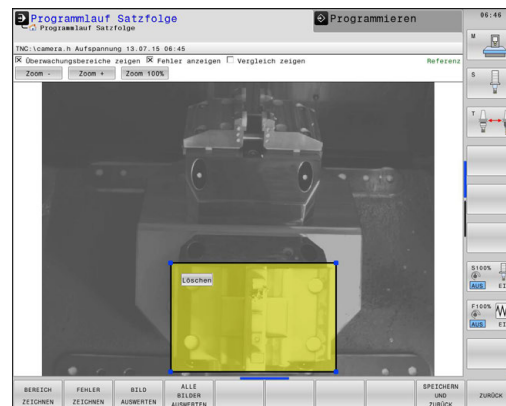 Programmlauf Satzfolge
Programmlauf Satzfolge
Programmieren
06:46
TNC:\camera.h Aufspannung 13.07.15 06:45
Überwachungsbereiche zeigen Fehler anzeigen Vergleich zeigen Referenz
Zoom - Zoom + Zoom 100%
M
S
T
Löschen
S100%
AUS EI
F100%
AUS EI
BEREICH ZEICHNEN
FEHLER ZEICHNEN
BILD AUSWERTEN
ALLE BILDER AUSWERTEN
SPEICHERN UND ZURÜCK
ZURÜCK